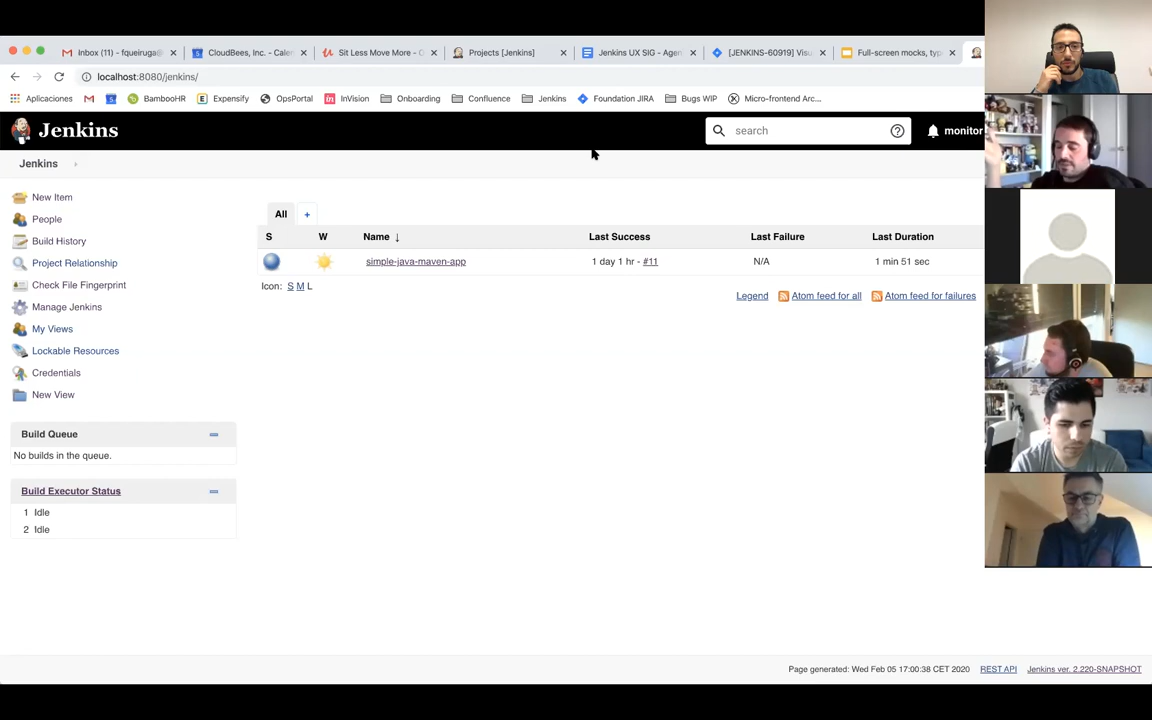 Inbox (11) - fqueiruga@
CloudBees, Inc. - Caler
Sit Less Move More - C
Projects [Jenkins]
Jenkins UX SIG - Agen
[JENKINS-60919] Visu
Full-screen mocks, typ
localhost:8080/jenkins/
Aplicaciones
BambooHR
Expensify
OpsPortal
InVision
Onboarding
Confluence
Jenkins
Foundation JIRA
Bugs WIP
Micro-frontend Arc...
Jenkins
search
monitor
Jenkins
New Item
People
Build History
Project Relationship
Check File Fingerprint
Manage Jenkins
My Views
Lockable Resources
Credentials
New View
All +
S W Name ↓ Last Success Last Failure Last Duration
simple-java-maven-app 1 day 1 hr - #11 N/A 1 min 51 sec
Icon: S M L
Legend Atom feed for all Atom feed for failures
Build Queue
No builds in the queue.
Build Executor Status
1 Idle
2 Idle
Page generated: Wed Feb 05 17:00:38 CET 2020 REST API Jenkins ver. 2.220-SNAPSHOT